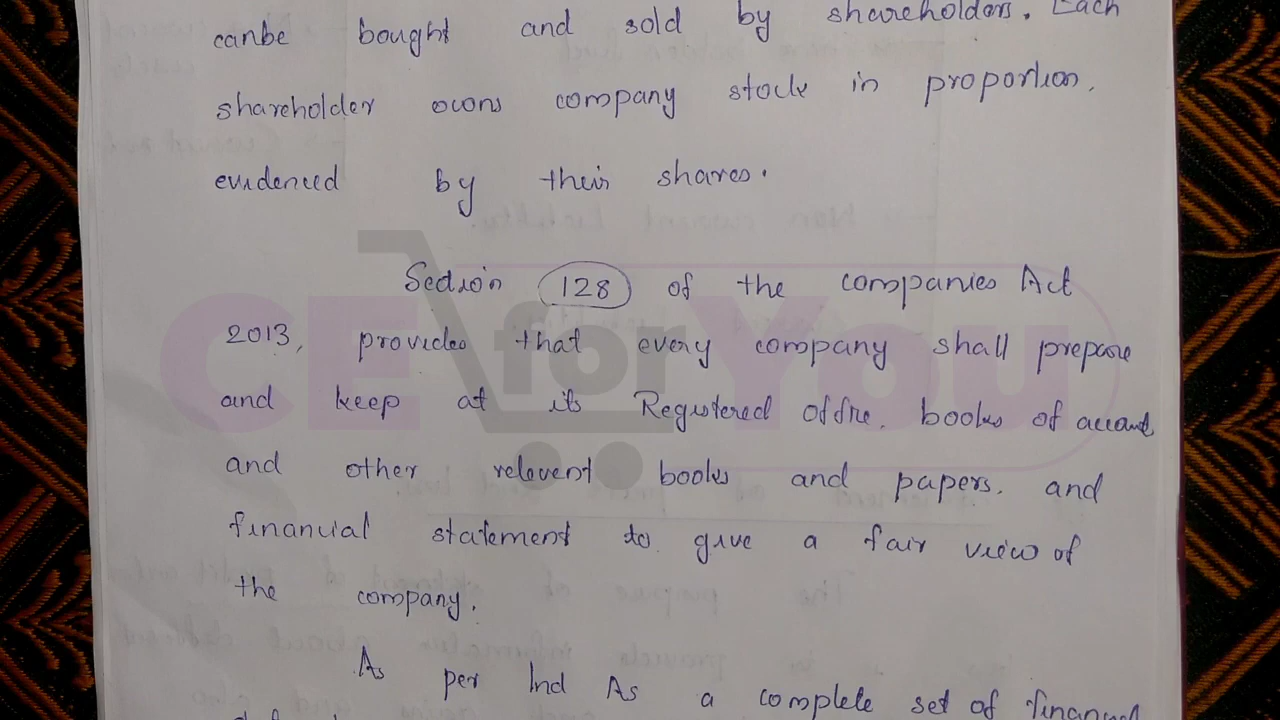 canbe bought and sold by shareholders. Each
shareholder owns company stock in proportion.
evidenced by their shares.
Section 128 of the companies Act
2013, provides that every company shall prepare
and keep at its Registered office. books of account
and other relevent books and papers. and
financial statement to give a fair view of
the company.
As per Ind As a complete set of financial
CE for You